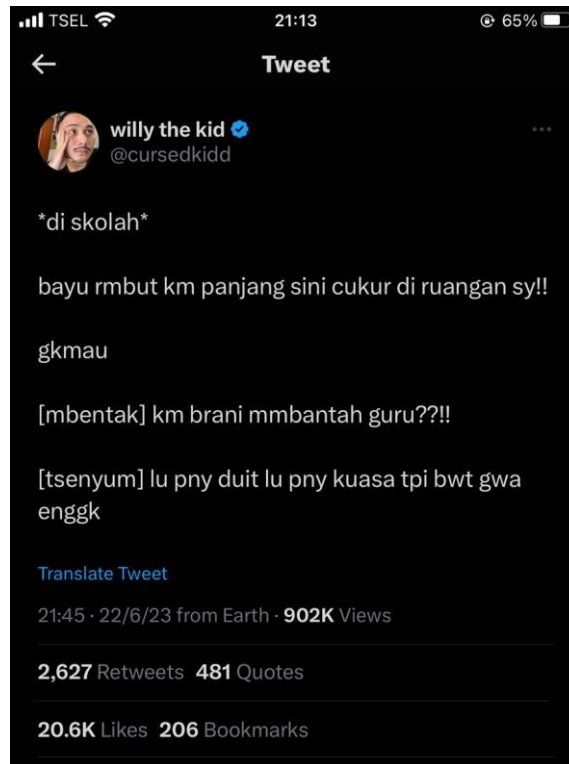 TSEL 21:13 65%
Tweet
willy the kid
@cursedkidd
*di skolah*
bayu rmbut km panjang sini cukur di ruangan sy!!
gkmau
[mbentak] km brani mmbantah guru??!!
[tsenyum] lu pny duit lu pny kuasa tpi bwt gwa
enggk
Translate Tweet
21:45 · 22/6/23 from Earth · 902K Views
2,627 Retweets 481 Quotes
20.6K Likes 206 Bookmarks